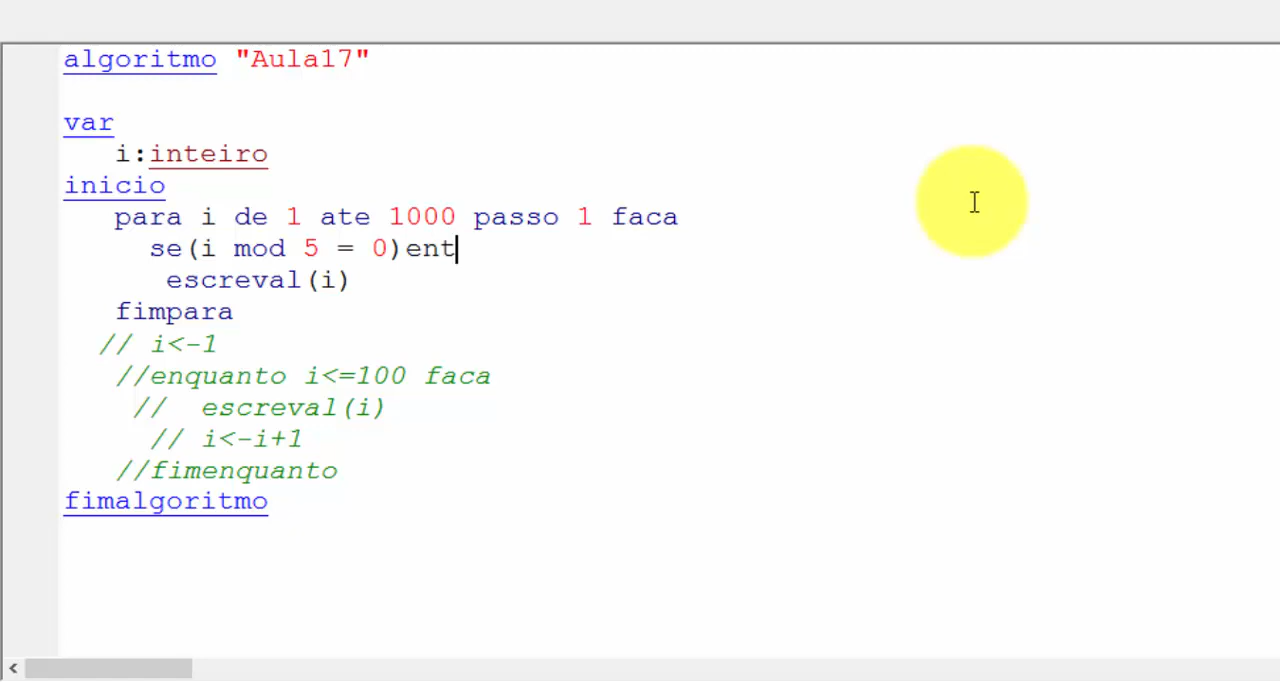 algoritmo "Aula17"
var
i:inteiro
inicio
para i de 1 ate 1000 passo 1 faca
se(i mod 5 = 0)ent
escreval(i)
fimpara
// i<-1
//enquanto i<=100 faca
//  escreval(i)
// i<-i+1
//fimenquanto
fimalgoritmo